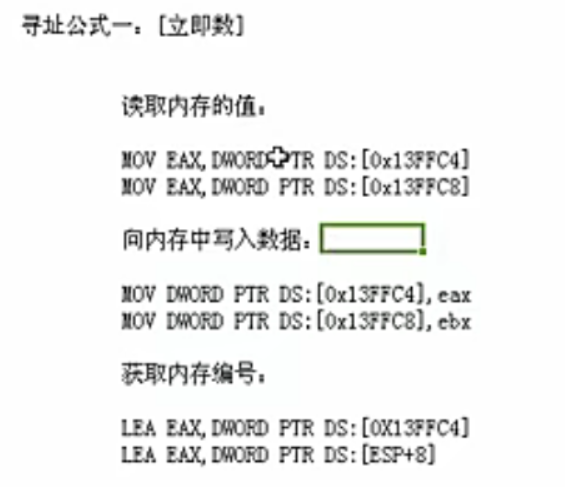 寻址公式一：[立即数]
读取内存的值：
MOV EAX,DWORD PTR DS:[0x13FFC4]
MOV EAX,DWORD PTR DS:[0x13FFC8]
向内存中写入数据：
MOV DWORD PTR DS:[0x13FFC4],eax
MOV DWORD PTR DS:[0x13FFC8],ebx
获取内存编号：
LEA EAX,DWORD PTR DS:[0X13FFC4]
LEA EAX,DWORD PTR DS:[ESP+8]